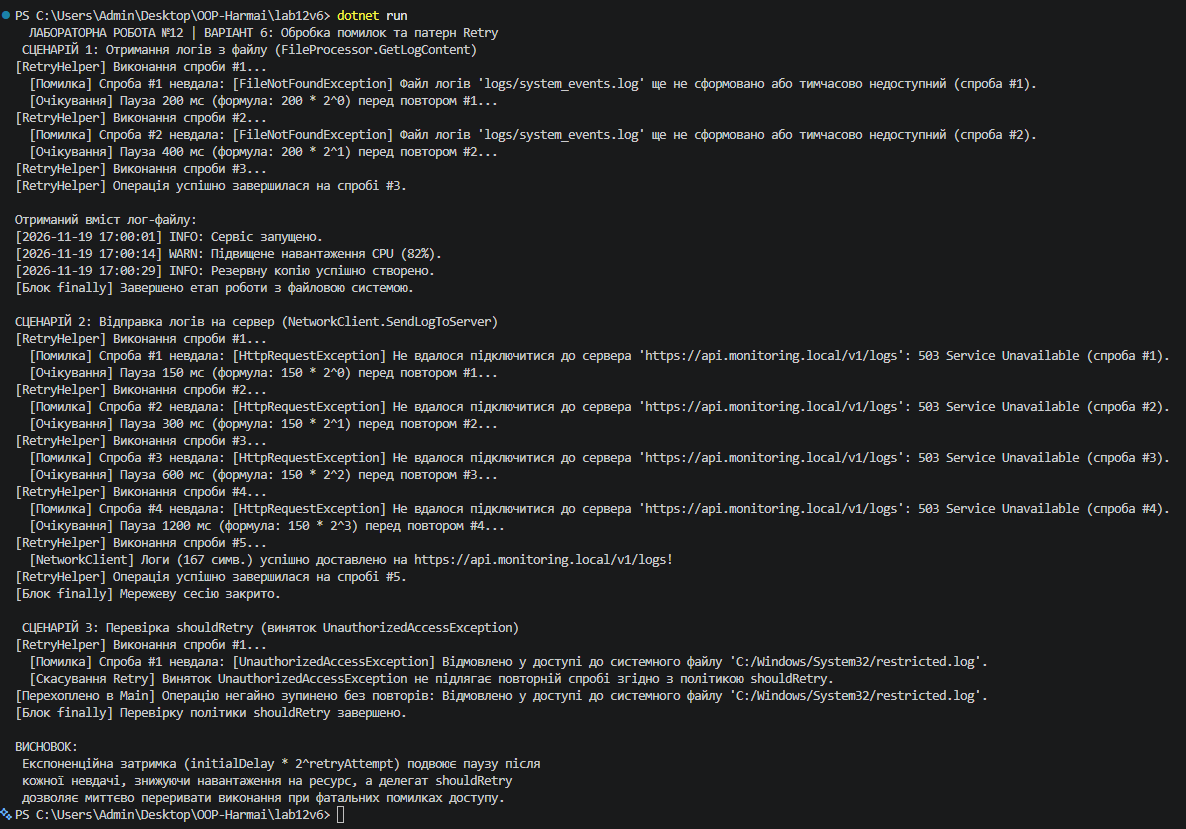 PS C:\Users\Admin\Desktop\OOP-Harmai\lab12v6> dotnet run
ЛАБОРАТОРНА РОБОТА №12 | ВАРІАНТ 6: Обробка помилок та патерн Retry
СЦЕНАРІЙ 1: Отримання логів з файлу (FileProcessor.GetLogContent)
[RetryHelper] Виконання спроби #1...
[Помилка] Спроба #1 невдала: [FileNotFoundException] Файл логів 'logs/system_events.log' ще не сформовано або тимчасово недоступний (спроба #1).
[Очікування] Пауза 200 мс (формула: 200 * 2^0) перед повтором #1...
[RetryHelper] Виконання спроби #2...
[Помилка] Спроба #2 невдала: [FileNotFoundException] Файл логів 'logs/system_events.log' ще не сформовано або тимчасово недоступний (спроба #2).
[Очікування] Пауза 400 мс (формула: 200 * 2^1) перед повтором #2...
[RetryHelper] Виконання спроби #3...
[RetryHelper] Операція успішно завершилася на спробі #3.
Отриманий вміст лог-файлу:
[2026-11-19 17:00:01] INFO: Сервіс запущено.
[2026-11-19 17:00:14] WARN: Підвищене навантаження CPU (82%).
[2026-11-19 17:00:29] INFO: Резервну копію успішно створено.
[Блок finally] Завершено етап роботи з файловою системою.
СЦЕНАРІЙ 2: Відправка логів на сервер (NetworkClient.SendLogToServer)
[RetryHelper] Виконання спроби #1...
[Помилка] Спроба #1 невдала: [HttpRequestException] Не вдалося підключитися до сервера 'https://api.monitoring.local/v1/logs': 503 Service Unavailable (спроба #1).
[Очікування] Пауза 150 мс (формула: 150 * 2^0) перед повтором #1...
[RetryHelper] Виконання спроби #2...
[Помилка] Спроба #2 невдала: [HttpRequestException] Не вдалося підключитися до сервера 'https://api.monitoring.local/v1/logs': 503 Service Unavailable (спроба #2).
[Очікування] Пауза 300 мс (формула: 150 * 2^1) перед повтором #2...
[RetryHelper] Виконання спроби #3...
[Помилка] Спроба #3 невдала: [HttpRequestException] Не вдалося підключитися до сервера 'https://api.monitoring.local/v1/logs': 503 Service Unavailable (спроба #3).
[Очікування] Пауза 600 мс (формула: 150 * 2^2) перед повтором #3...
[RetryHelper] Виконання спроби #4...
[Помилка] Спроба #4 невдала: [HttpRequestException] Не вдалося підключитися до сервера 'https://api.monitoring.local/v1/logs': 503 Service Unavailable (спроба #4).
[Очікування] Пауза 1200 мс (формула: 150 * 2^3) перед повтором #4...
[RetryHelper] Виконання спроби #5...
[NetworkClient] Логи (167 симв.) успішно доставлено на https://api.monitoring.local/v1/logs!
[RetryHelper] Операція успішно завершилася на спробі #5.
[Блок finally] Мережеву сесію закрито.
СЦЕНАРІЙ 3: Перевірка shouldRetry (виняток UnauthorizedAccessException)
[RetryHelper] Виконання спроби #1...
[Помилка] Спроба #1 невдала: [UnauthorizedAccessException] Відмовлено у доступі до системного файлу 'C:/Windows/System32/restricted.log'.
[Скасування Retry] Виняток UnauthorizedAccessException не підлягає повторній спробі згідно з політикою shouldRetry.
[Перехоплено в Main] Операцію негайно зупинено без повторів: Відмовлено у доступі до системного файлу 'C:/Windows/System32/restricted.log'.
[Блок finally] Перевірку політики shouldRetry завершено.
ВИСНОВОК:
Експоненційна затримка (initialDelay * 2^retryAttempt) подвоює паузу після
кожної невдачі, знижуючи навантаження на ресурс, а делегат shouldRetry
дозволяє миттєво переривати виконання при фатальних помилках доступу.
PS C:\Users\Admin\Desktop\OOP-Harmai\lab12v6>